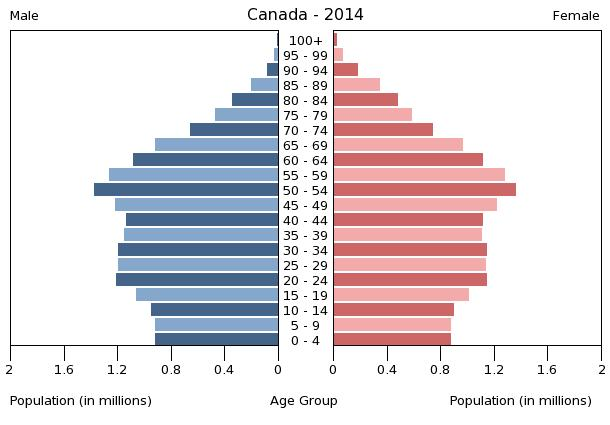 Male Canada - 2014 Female
100+
95 - 99
90 - 94
85 - 89
80 - 84
75 - 79
70 - 74
65 - 69
60 - 64
55 - 59
50 - 54
45 - 49
40 - 44
35 - 39
30 - 34
25 - 29
20 - 24
15 - 19
10 - 14
5 - 9
0 - 4
2 1.6 1.2 0.8 0.4 0 0 0.4 0.8 1.2 1.6 2
Population (in millions) Age Group Population (in millions)